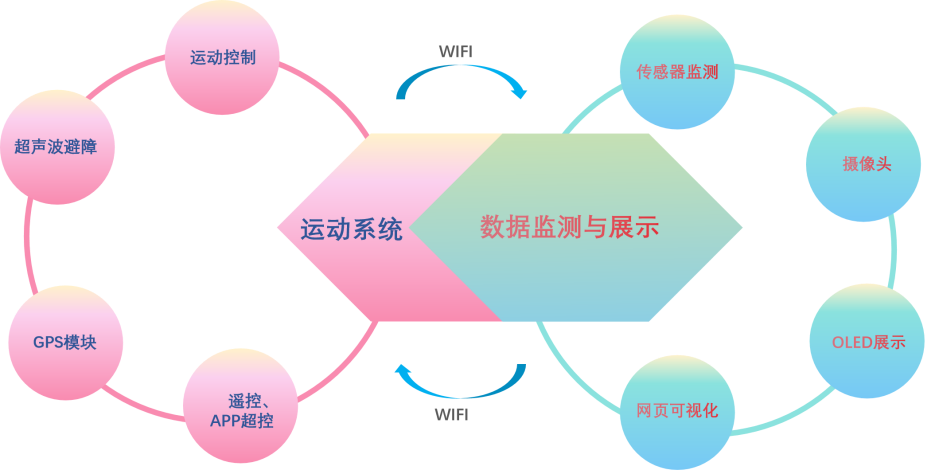 WIFI
运动控制
超声波避障
GPS模块
遥控、
APP超控
运动系统
数据监测与展示
传感器监测
摄像头
OLED展示
网页可视化
WIFI